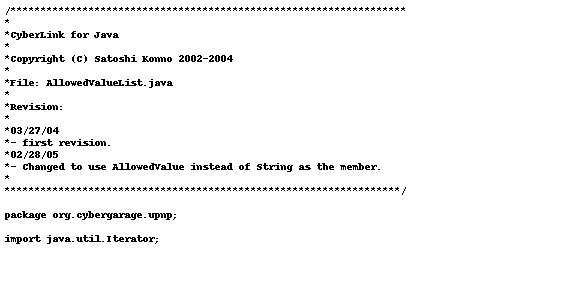 /******************************************************************
*
*CyberLink for Java
*
*Copyright (C) Satoshi Konno 2002-2004
*
*File: AllowedValueList.java
*
*Revision:
*
*03/27/04
*- first revision.
*02/28/05
*- Changed to use AllowedValue instead of String as the member.
*
******************************************************************/
package org.cybergarage.upnp;
import java.util.Iterator;